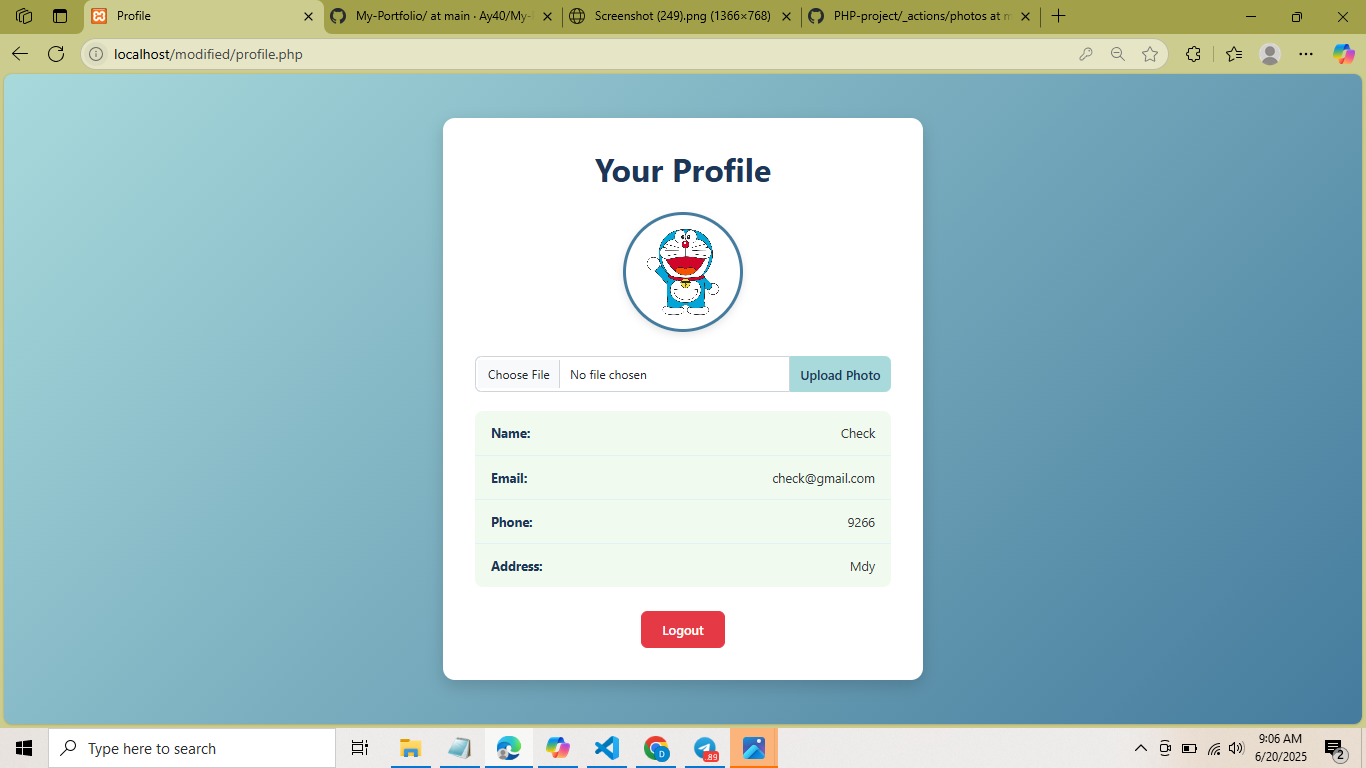 Profile
My-Portfolio/ at main · Ay40/My-
Screenshot (249).png (1366×768)
PHP-project/_actions/photos at m
localhost/modified/profile.php
Your Profile
Choose File No file chosen Upload Photo
Name: Check
Email: check@gmail.com
Phone: 9266
Address: Mdy
Logout
Type here to search
D
.89
9:06 AM
6/20/2025
2